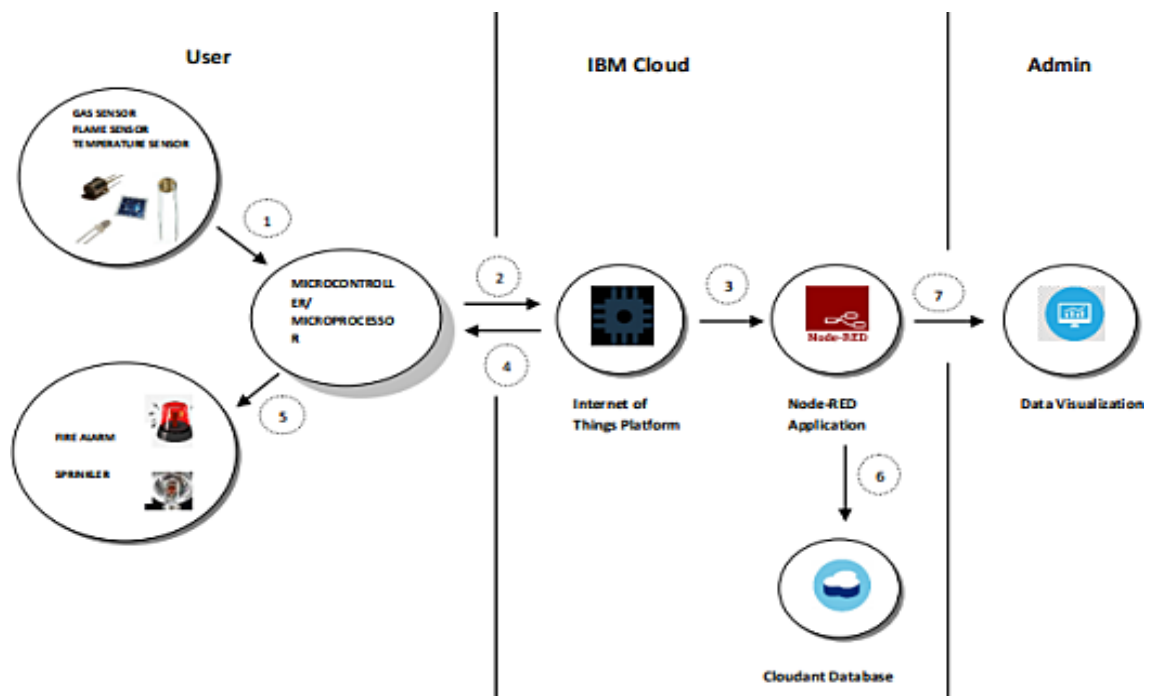 User
IBM Cloud
Admin
GAS SENSOR
FLAME SENSOR
TEMPERATURE SENSOR
1
MICROCONTROLL
ER/
MICROPROCESSO
R
2
3
7
4
Node-RED
5
FIRE ALARM
SPRINKLER
Internet of
Things Platform
Node-RED
Application
Data Visualization
6
Cloudant Database